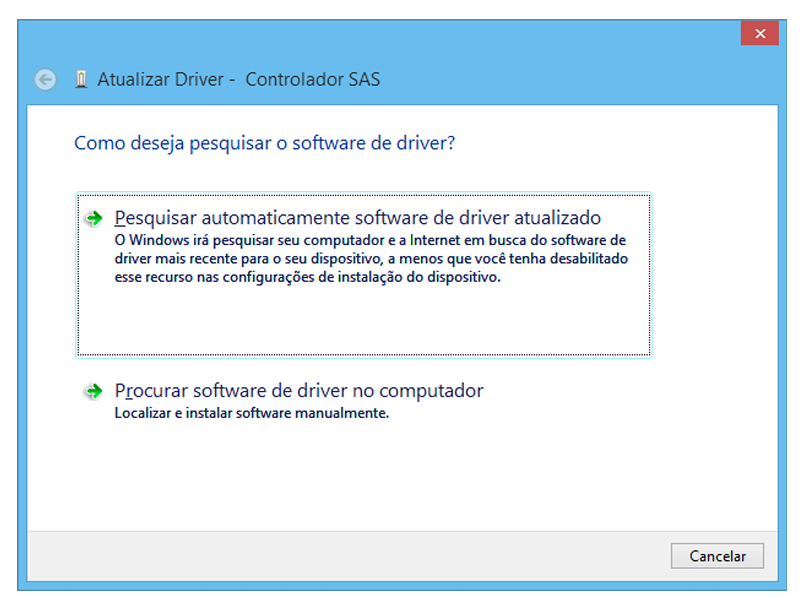 Atualizar Driver - Controlador SAS
Como deseja pesquisar o software de driver?
Pesquisar automaticamente software de driver atualizado
O Windows irá pesquisar seu computador e a Internet em busca do software de
driver mais recente para o seu dispositivo, a menos que você tenha desabilitado
esse recurso nas configurações de instalação do dispositivo.
Procurar software de driver no computador
Localizar e instalar software manualmente.
Cancelar